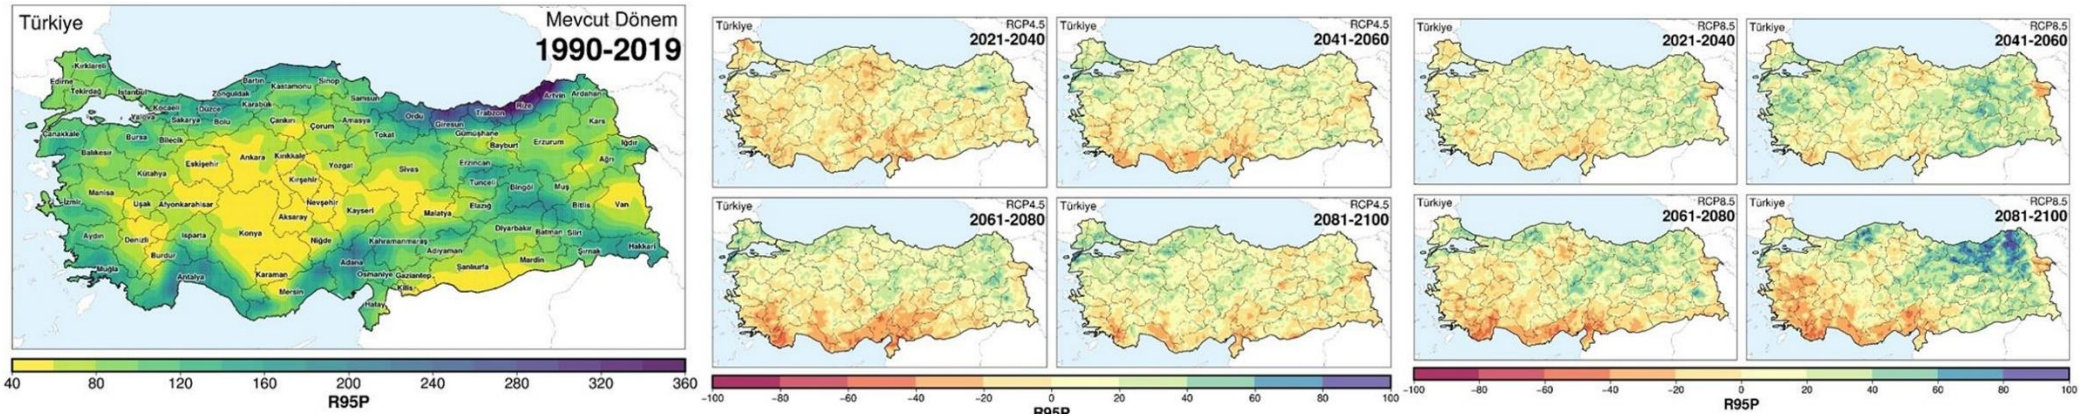 Türkiye
Mevcut Dönem
1990-2019
Kırklareli
Edirne
Tekirdağ
İstanbul
Kocaeli
Yalova
Sakarya
Düzce
Zonguldak
Bartın
Karabük
Kastamonu
Sinop
Samsun
Bolu
Çankırı
Çorum
Amasya
Tokat
Ordu
Giresun
Trabzon
Rize
Artvin
Ardahan
Gümüşhane
Bayburt
Erzurum
Kars
Iğdır
Ağrı
Çanakkale
Bursa
Bilecik
Balıkesir
Eskişehir
Ankara
Kırıkkale
Yozgat
Sivas
Erzincan
Tunceli
Bingöl
Muş
Kütahya
Kırşehir
Manisa
Uşak
Afyonkarahisar
Nevşehir
Aksaray
Kayseri
Malatya
Elazığ
Bitlis
Van
İzmir
Aydın
Denizli
Isparta
Konya
Niğde
Kahramanmaraş
Adıyaman
Diyarbakır
Batman
Siirt
Hakkari
Şırnak
Mardin
Burdur
Muğla
Antalya
Karaman
Mersin
Adana
Osmaniye
Gaziantep
Şanlıurfa
Kilis
Hatay
40 80 120 160 200 240 280 320 360
R95P
Türkiye
RCP4.5
2021-2040
Türkiye
RCP4.5
2041-2060
Türkiye
RCP4.5
2061-2080
Türkiye
RCP4.5
2081-2100
−100 −80 −60 −40 −20 0 20 40 60 80 100
R95P
Türkiye
RCP8.5
2021-2040
Türkiye
RCP8.5
2041-2060
Türkiye
RCP8.5
2061-2080
Türkiye
RCP8.5
2081-2100
−100 −80 −60 −40 −20 0 20 40 60 80 100
R95P